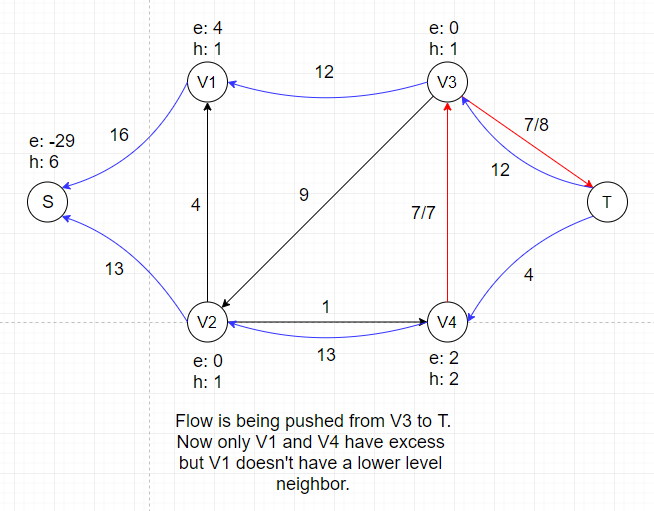 e: 4
h: 1
e: 0
h: 1
V1
12
V3
16
7/8
e: -29
h: 6
12
S
4
9
7/7
T
13
4
V2
1
V4
13
e: 0
h: 1
e: 2
h: 2
Flow is being pushed from V3 to T.
Now only V1 and V4 have excess
but V1 doesn't have a lower level
neighbor.